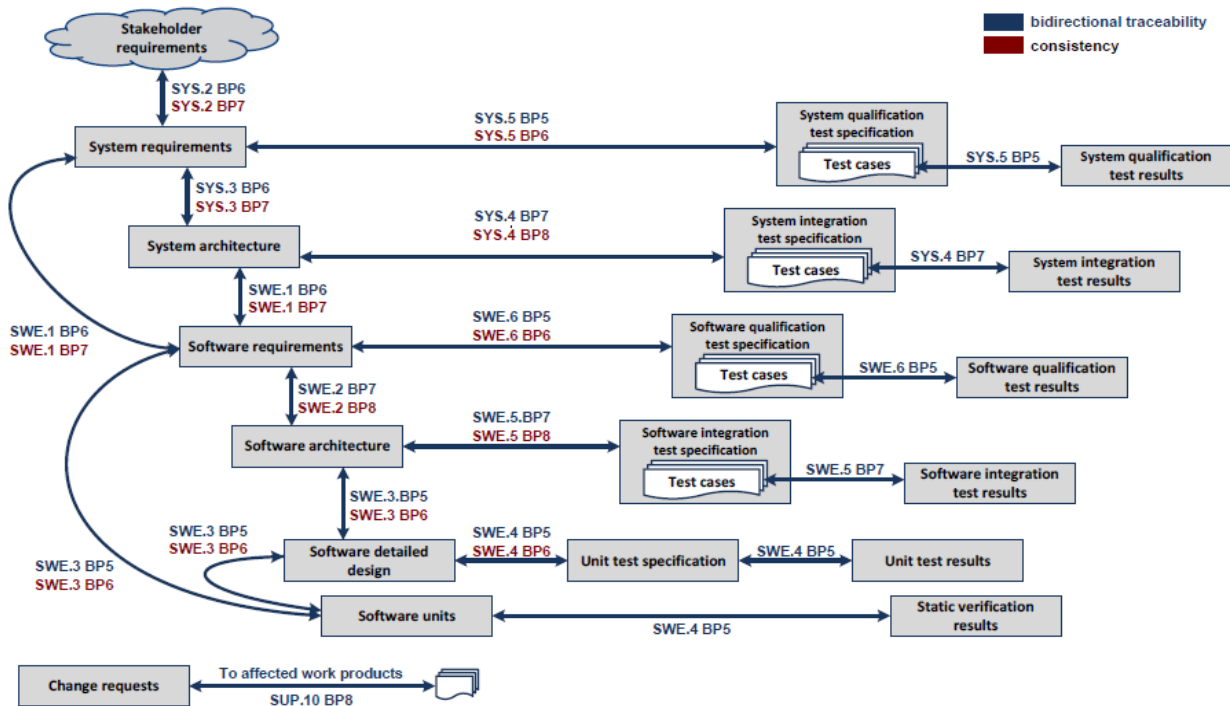 Stakeholder
requirements
bidirectional traceability
consistency
SYS.2 BP6
SYS.2 BP7
System requirements
SYS.5 BP5
SYS.5 BP6
System qualification
test specification
Test cases
SYS.5 BP5
System qualification
test results
SYS.3 BP6
SYS.3 BP7
System architecture
SYS.4 BP7
SYS.4 BP8
System integration
test specification
Test cases
SYS.4 BP7
System integration
test results
SWE.1 BP6
SWE.1 BP7
SWE.1 BP6
SWE.1 BP7
Software requirements
SWE.6 BP5
SWE.6 BP6
Software qualification
test specification
Test cases
SWE.6 BP5
Software qualification
test results
SWE.2 BP7
SWE.2 BP8
Software architecture
SWE.5.BP7
SWE.5 BP8
Software integration
test specification
Test cases
SWE.5 BP7
Software integration
test results
SWE.3.BP5
SWE.3 BP6
SWE.3 BP5
SWE.3 BP6
SWE.3 BP5
SWE.3 BP6
Software detailed
design
SWE.4 BP5
SWE.4 BP6
Unit test specification
SWE.4 BP5
Unit test results
Software units
SWE.4 BP5
Static verification
results
Change requests
To affected work products
SUP.10 BP8